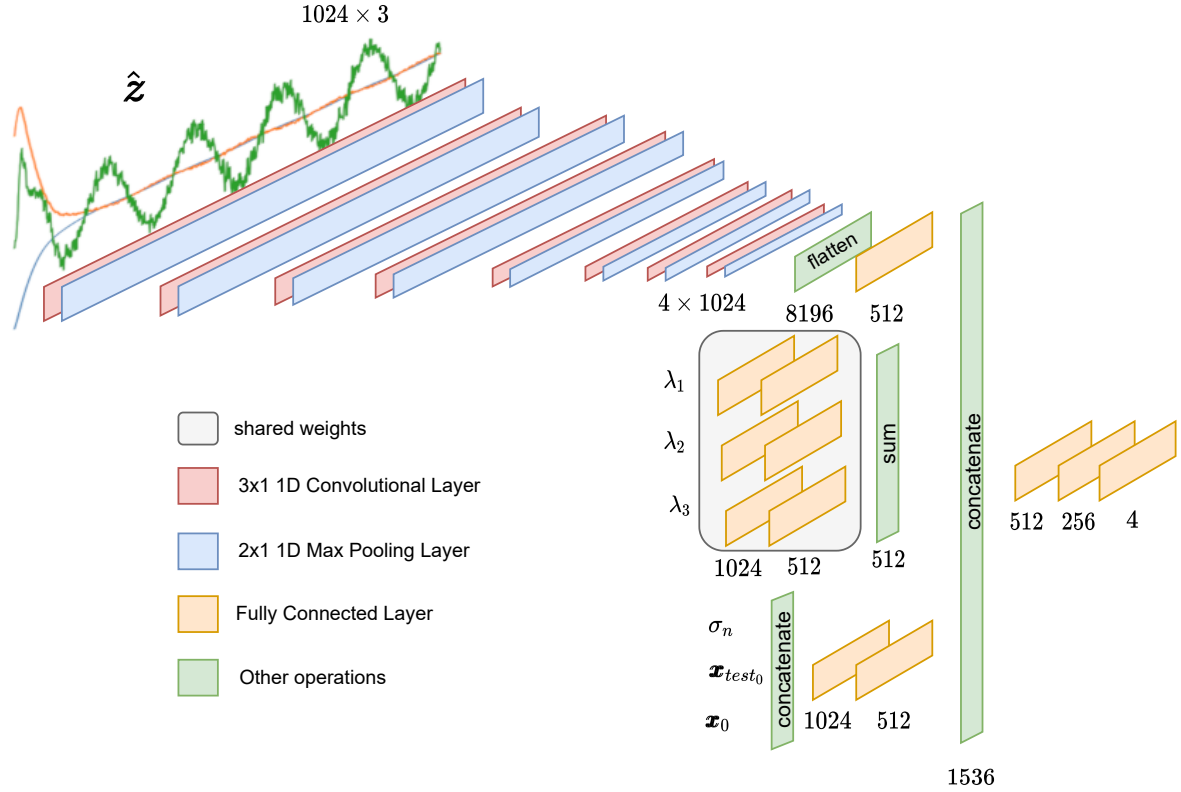 1024 × 3
ẑ
flatten
4 × 1024
8196
512
λ₁
λ₂
λ₃
sum
1024
512
512
concatenate
512
256
4
shared weights
3x1 1D Convolutional Layer
2x1 1D Max Pooling Layer
Fully Connected Layer
Other operations
σₙ
𝒙_{test₀}
𝒙₀
concatenate
1024
512
1536